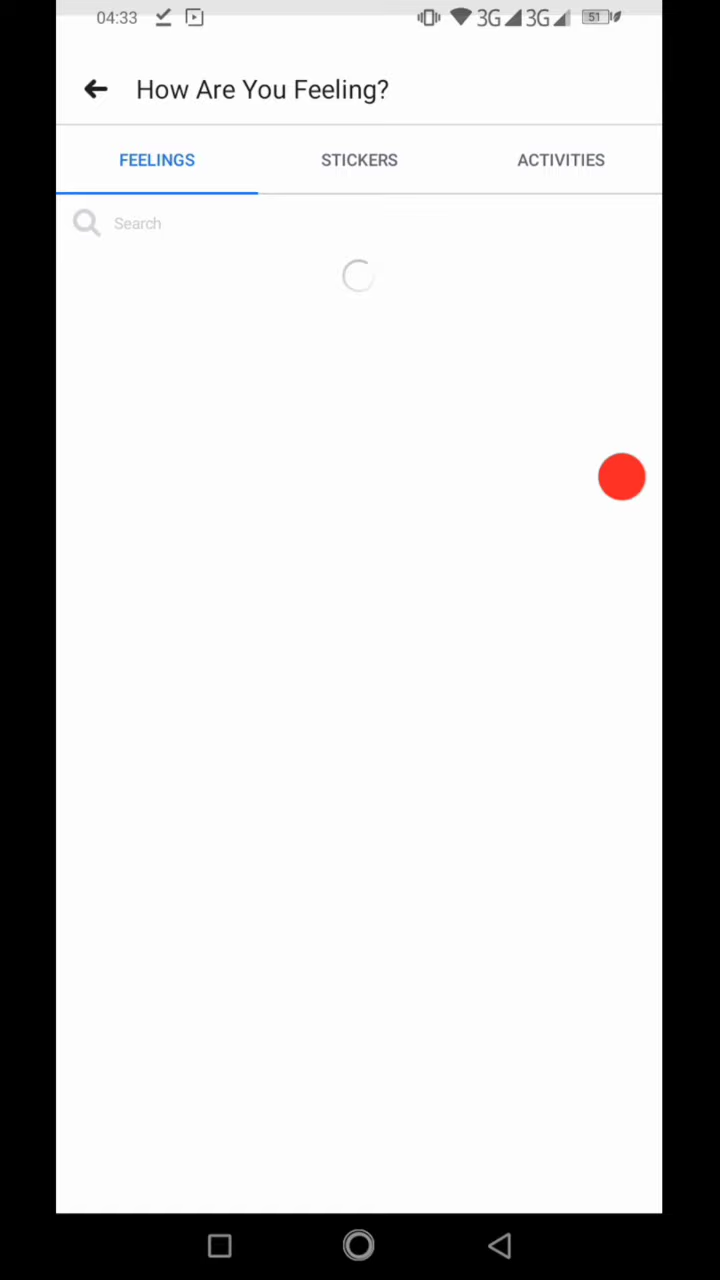 04:33 3G 3G 51
How Are You Feeling?
FEELINGS STICKERS ACTIVITIES
Search